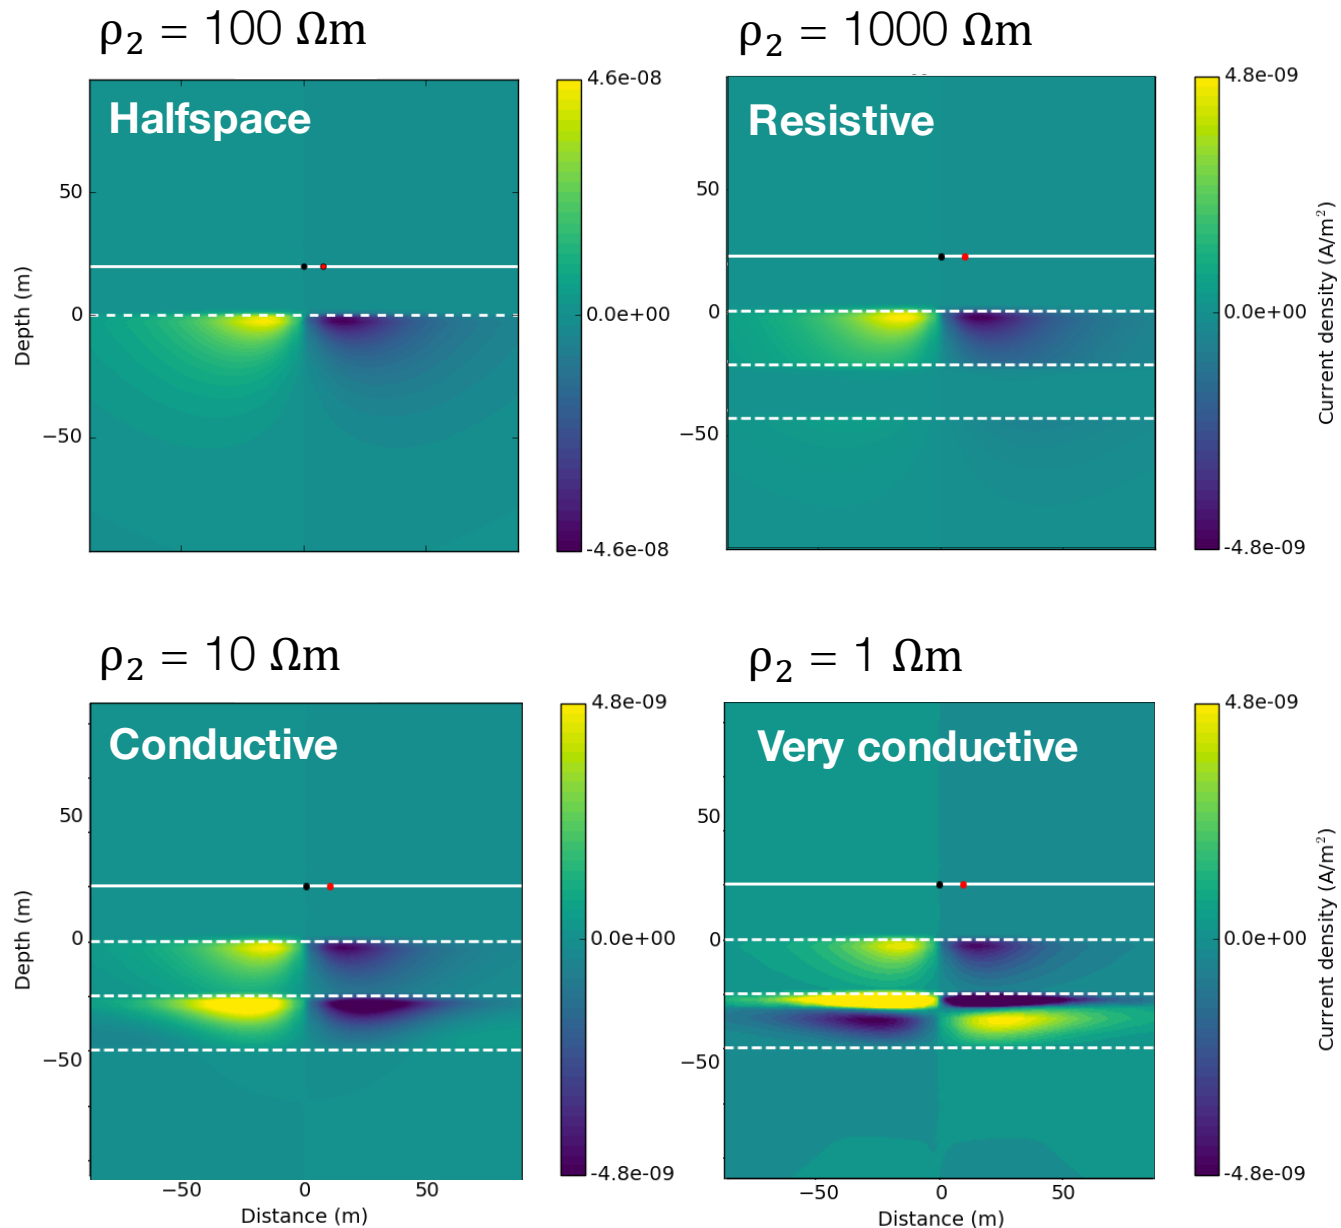 ρ₂ = 100 Ωm
Halfspace
4.6e-08
0.0e+00
-4.6e-08
50
0
−50
Depth (m)
ρ₂ = 1000 Ωm
Resistive
4.8e-09
0.0e+00
-4.8e-09
50
0
−50
Current density (A/m²)
ρ₂ = 10 Ωm
Conductive
4.8e-09
0.0e+00
-4.8e-09
50
0
−50
Depth (m)
−50 0 50
Distance (m)
ρ₂ = 1 Ωm
Very conductive
4.8e-09
0.0e+00
-4.8e-09
50
0
−50
Current density (A/m²)
−50 0 50
Distance (m)